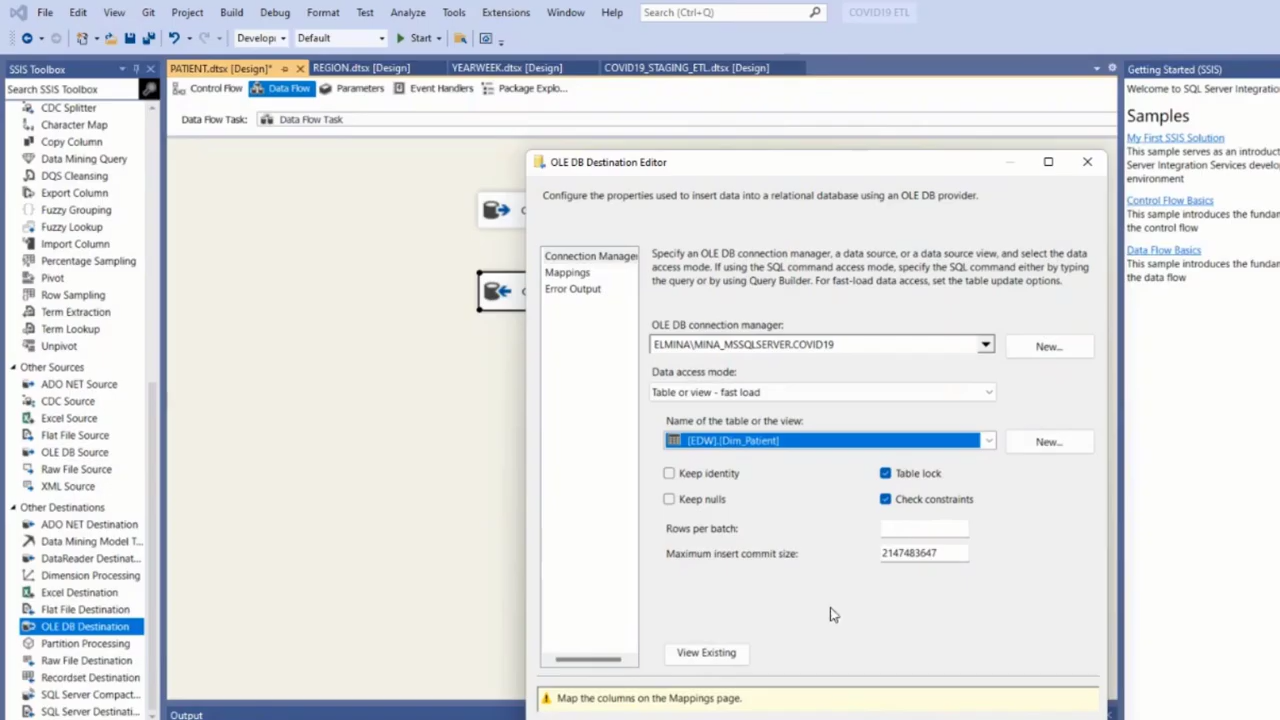 File Edit View Git Project Build Debug Format Test Analyze Tools Extensions Window Help Search (Ctrl+Q) COVID19 ETL
Develop Default Start
SSIS Toolbox
Search SSIS Toolbox
CDC Splitter
Character Map
Copy Column
Data Mining Query
DQS Cleansing
Export Column
Fuzzy Grouping
Fuzzy Lookup
Import Column
Percentage Sampling
Pivot
Row Sampling
Term Extraction
Term Lookup
Unpivot
Other Sources
ADO NET Source
CDC Source
Excel Source
Flat File Source
OLE DB Source
Raw File Source
XML Source
Other Destinations
ADO NET Destination
Data Mining Model T...
DataReader Destinat...
Dimension Processing
Excel Destination
Flat File Destination
OLE DB Destination
Partition Processing
Raw File Destination
Recordset Destination
SQL Server Compact...
SQL Server Destinati...
PATIENT.dtsx [Design]* REGION.dtsx [Design] YEARWEEK.dtsx [Design] COVID19_STAGING_ETL.dtsx [Design]
Control Flow Data Flow Parameters Event Handlers Package Explo...
Data Flow Task: Data Flow Task
OLE DB Destination Editor
Configure the properties used to insert data into a relational database using an OLE DB provider.
Connection Manager
Mappings
Error Output
Specify an OLE DB connection manager, a data source, or a data source view, and select the data
access mode. If using the SQL command access mode, specify the SQL command either by typing
the query or by using Query Builder. For fast-load data access, set the table update options.
OLE DB connection manager:
ELMINA\MINA_MSSQLSERVER.COVID19 New...
Data access mode:
Table or view - fast load
Name of the table or the view:
[EDW].[Dim_Patient] New...
Keep identity Table lock
Keep nulls Check constraints
Rows per batch:
Maximum insert commit size: 2147483647
View Existing
Map the columns on the Mappings page.
Output
Getting Started (SSIS)
Welcome to SQL Server Integratio
Samples
My First SSIS Solution
This sample serves as an introduct
Server Integration Services develop
environment
Control Flow Basics
This sample introduces the fundam
the control flow
Data Flow Basics
This sample introduces the fundam
the data flow